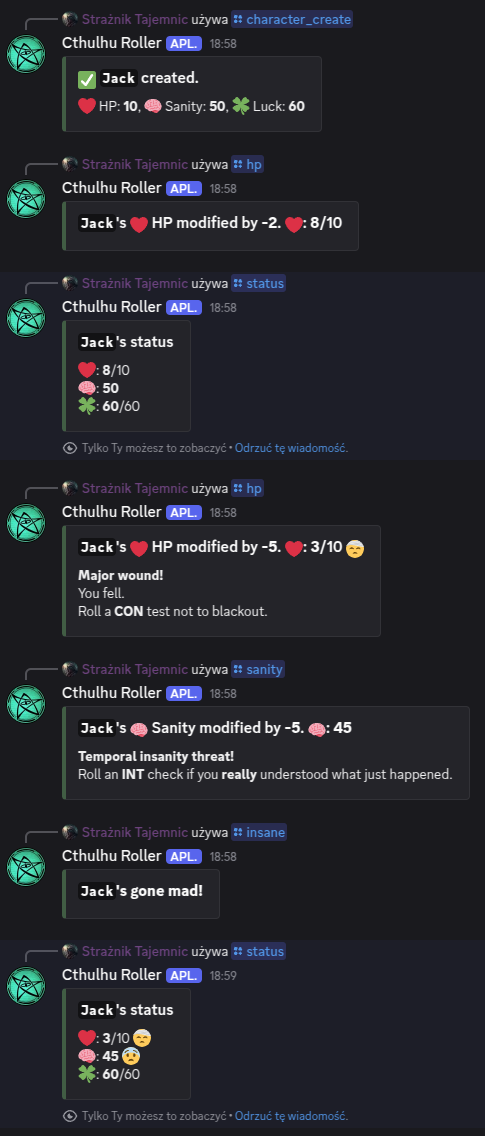 Strażnik Tajemnic używa character_create
Cthulhu Roller APL. 18:58
Jack created.
HP: 10, Sanity: 50, Luck: 60
Strażnik Tajemnic używa hp
Cthulhu Roller APL. 18:58
Jack's HP modified by -2. : 8/10
Strażnik Tajemnic używa status
Cthulhu Roller APL. 18:58
Jack's status
: 8/10
: 50
: 60/60
Tylko Ty możesz to zobaczyć • Odrzuć tę wiadomość.
Strażnik Tajemnic używa hp
Cthulhu Roller APL. 18:58
Jack's HP modified by -5. : 3/10
Major wound!
You fell.
Roll a CON test not to blackout.
Strażnik Tajemnic używa sanity
Cthulhu Roller APL. 18:58
Jack's Sanity modified by -5. : 45
Temporal insanity threat!
Roll an INT check if you really understood what just happened.
Strażnik Tajemnic używa insane
Cthulhu Roller APL. 18:58
Jack's gone mad!
Strażnik Tajemnic używa status
Cthulhu Roller APL. 18:59
Jack's status
: 3/10
: 45
: 60/60
Tylko Ty możesz to zobaczyć • Odrzuć tę wiadomość.